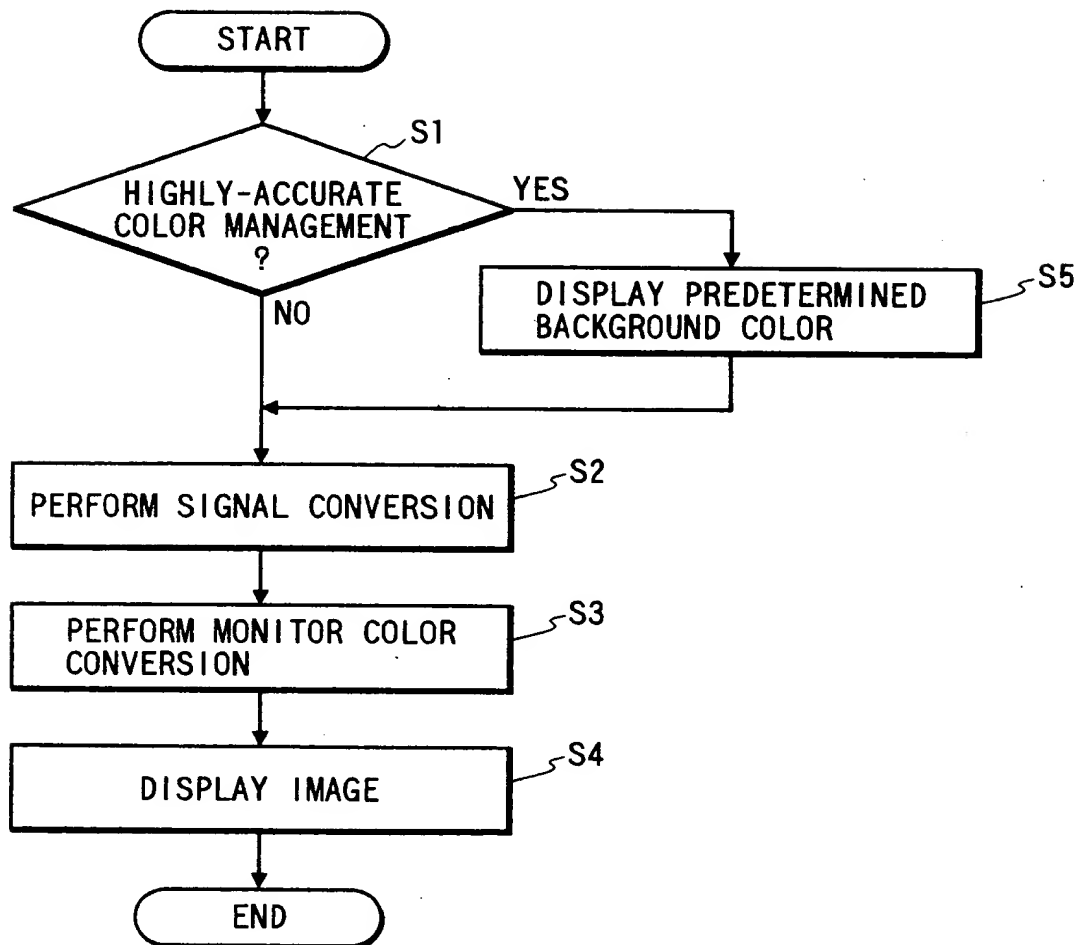 START
S1
HIGHLY-ACCURATE
COLOR MANAGEMENT
?
YES
NO
S5
DISPLAY PREDETERMINED
BACKGROUND COLOR
S2
PERFORM SIGNAL CONVERSION
S3
PERFORM MONITOR COLOR
CONVERSION
S4
DISPLAY IMAGE
END